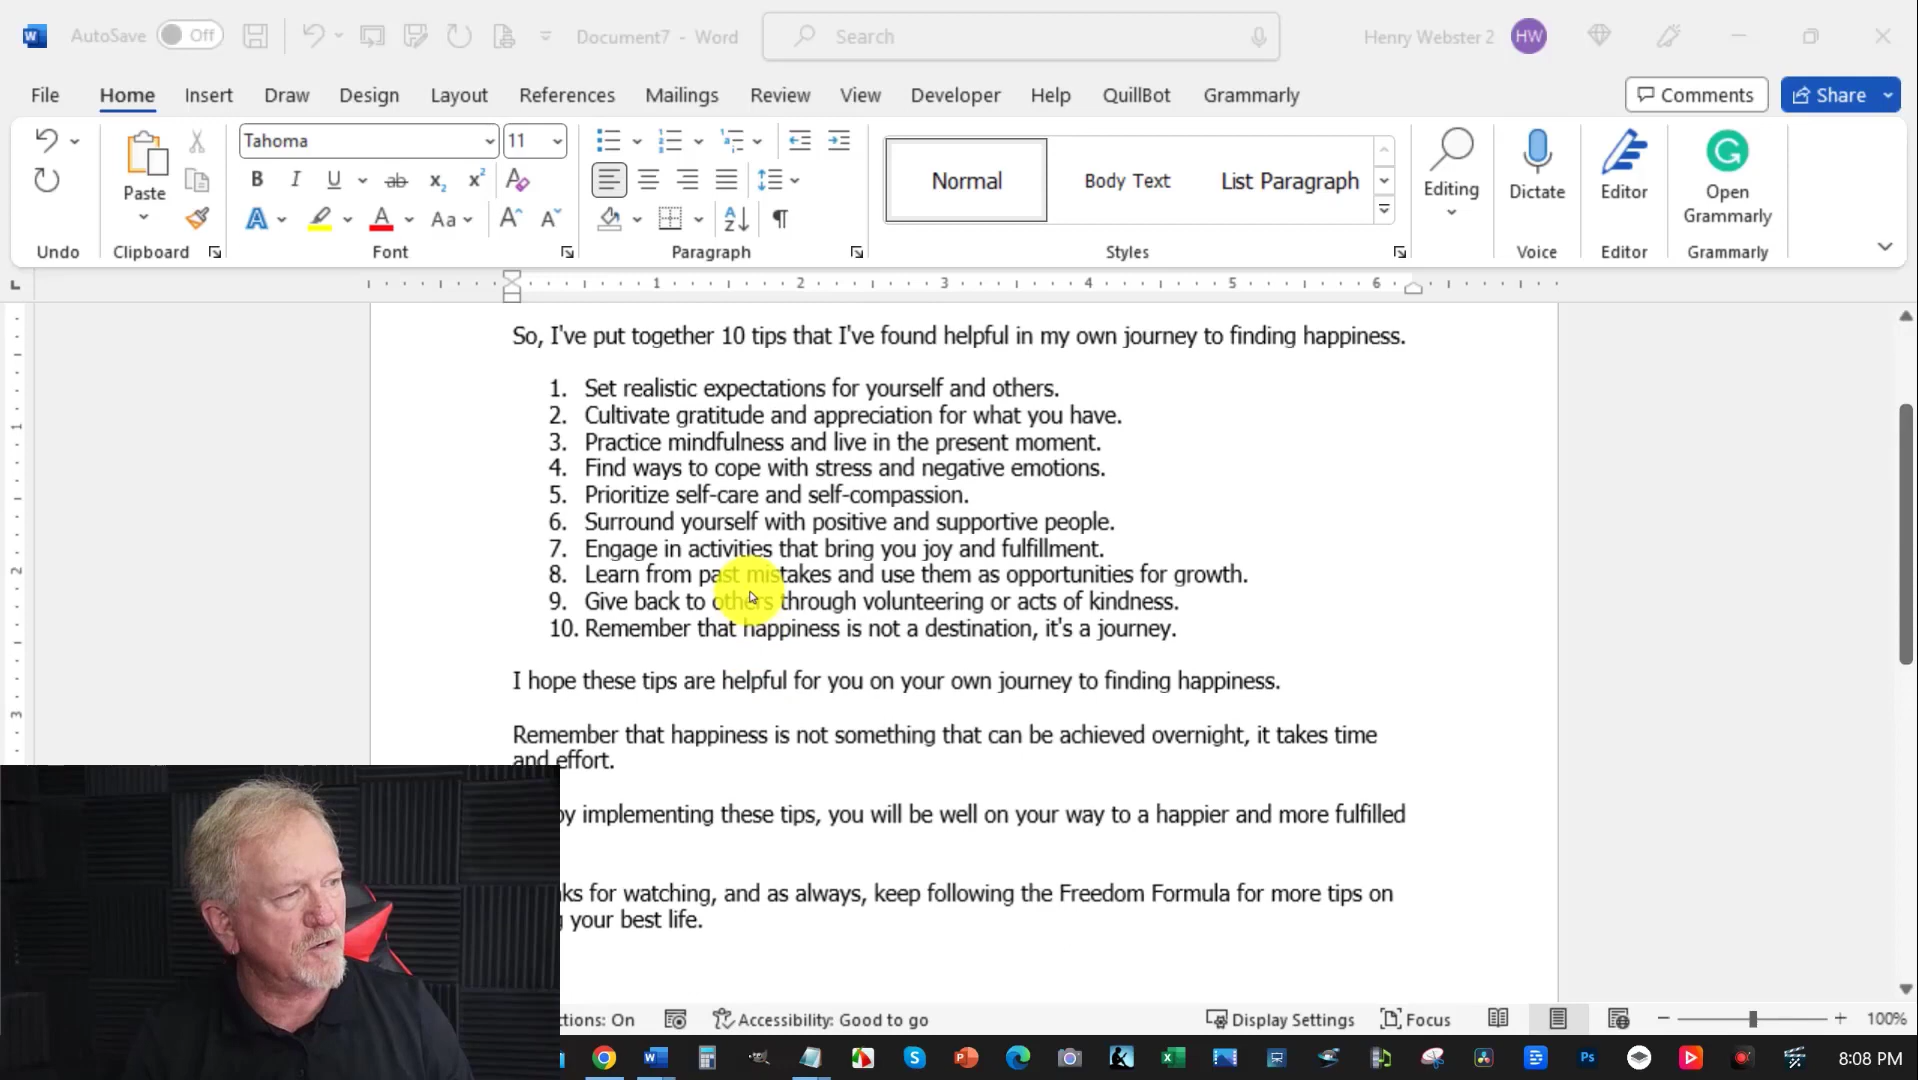 AutoSave Off Document7 - Word Search Henry Webster 2 HW
File Home Insert Draw Design Layout References Mailings Review View Developer Help QuillBot Grammarly Comments Share
Tahoma 11
Paste
Normal Body Text List Paragraph
Editing Dictate Editor Open Grammarly
Undo Clipboard Font Paragraph Styles Voice Editor Grammarly
1 2 3 4 5 6
So, I've put together 10 tips that I've found helpful in my own journey to finding happiness.
1. Set realistic expectations for yourself and others.
2. Cultivate gratitude and appreciation for what you have.
3. Practice mindfulness and live in the present moment.
4. Find ways to cope with stress and negative emotions.
5. Prioritize self-care and self-compassion.
6. Surround yourself with positive and supportive people.
7. Engage in activities that bring you joy and fulfillment.
8. Learn from past mistakes and use them as opportunities for growth.
9. Give back to others through volunteering or acts of kindness.
10. Remember that happiness is not a destination, it's a journey.
I hope these tips are helpful for you on your own journey to finding happiness.
Remember that happiness is not something that can be achieved overnight, it takes time
and effort.
by implementing these tips, you will be well on your way to a happier and more fulfilled
ks for watching, and as always, keep following the Freedom Formula for more tips on
your best life.
ctions: On Accessibility: Good to go Display Settings Focus 100%
8:08 PM